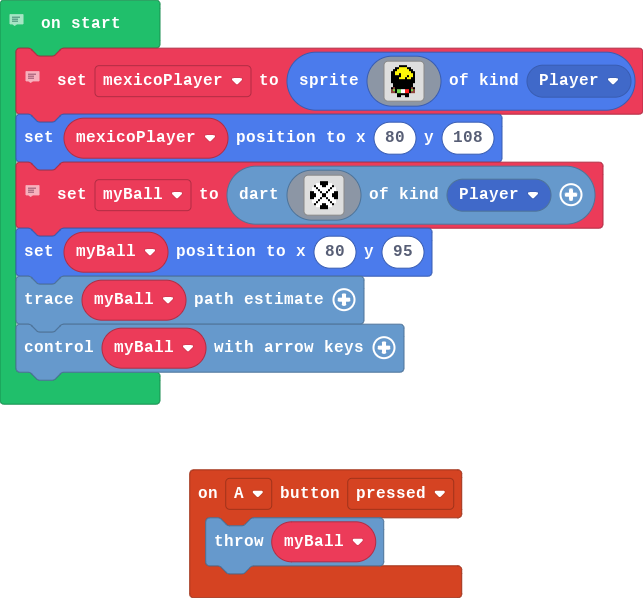 on start
set mexicoPlayer to sprite of kind Player
set mexicoPlayer position to x 80 y 108
set myBall to dart of kind Player
set myBall position to x 80 y 95
trace myBall path estimate
control myBall with arrow keys
on A button pressed
throw myBall